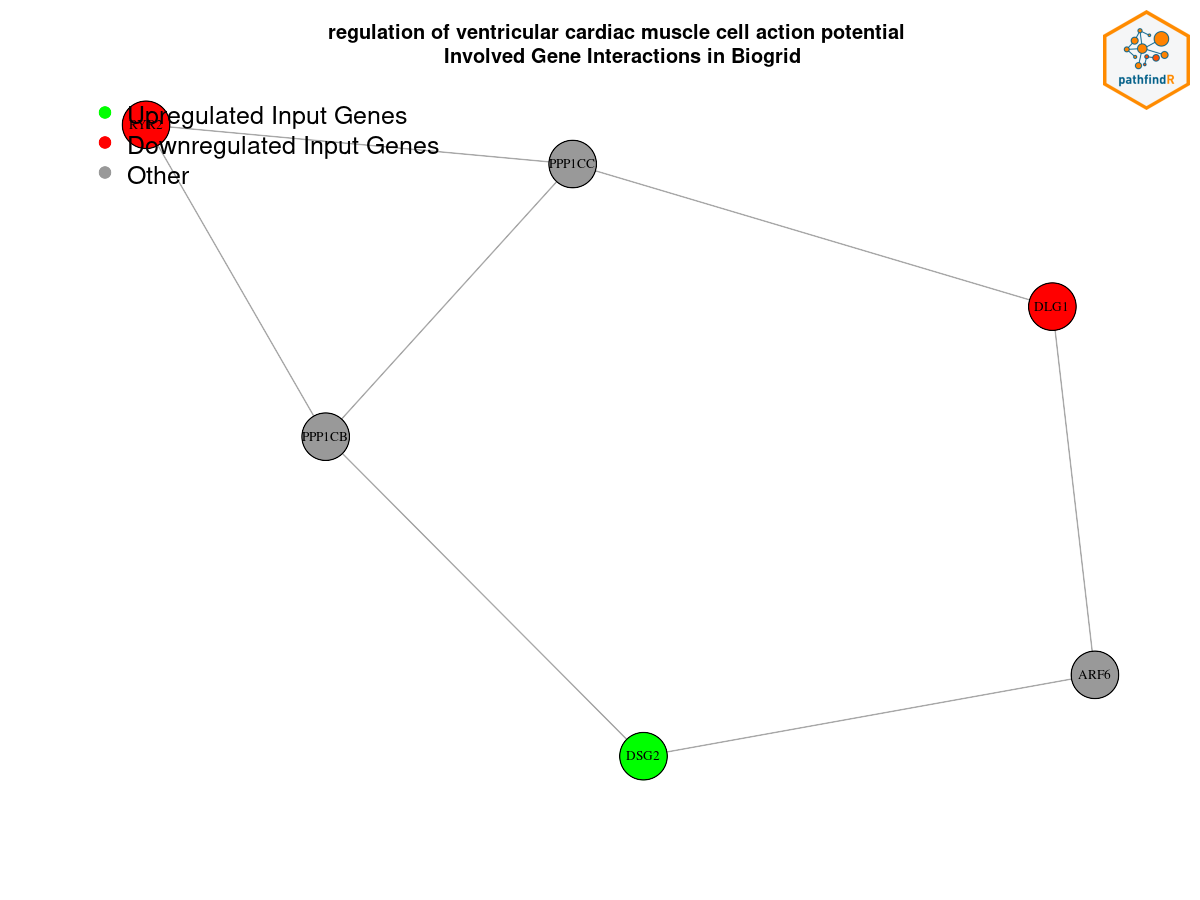 regulation of ventricular cardiac muscle cell action potential
Involved Gene Interactions in Biogrid
pathfindR
Upregulated Input Genes
RYR2
Downregulated Input Genes
PPP1CC
Other
DLG1
PPP1CB
ARF6
DSG2